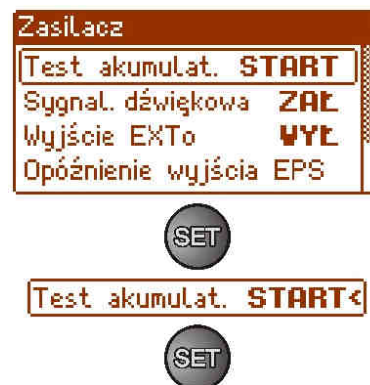 Zasilacz
Test akumulat. START
Sygnal. dźwiękowa ZAŁ
Wyjście EXTo WYŁ
Opóźnienie wyjścia EPS
SET
Test akumulat. START<
SET